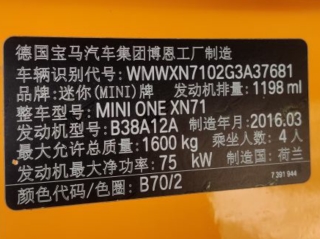 德国宝马汽车集团博恩工厂制造
车辆识别代号: WMWXN7102G3A37681
品牌: 迷你(MINI)牌 发动机排量: 1198 ml
整车型号: MINI ONE XN71
发动机型号: B38A12A 制造年月: 2016.03
最大允许总质量: 1600 kg 乘坐人数: 4 人
发动机最大净功率: 75 kW 制造国: 荷兰
颜色代码/色圈: B70/2 7 391 944